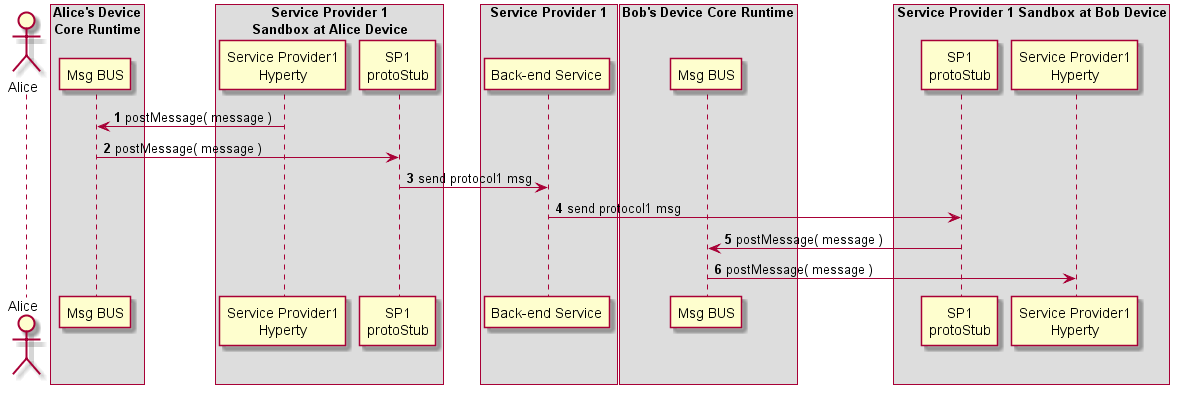 Alice's Device
Core Runtime
Service Provider 1
Sandbox at Alice Device
Service Provider 1
Bob's Device Core Runtime
Service Provider 1 Sandbox at Bob Device
Alice
Msg BUS
Service Provider1
Hyperty
SP1
protoStub
Back-end Service
Msg BUS
SP1
protoStub
Service Provider1
Hyperty
1 postMessage( message )
2 postMessage( message )
3 send protocol1 msg
4 send protocol1 msg
5 postMessage( message )
6 postMessage( message )
Alice
Msg BUS
Service Provider1
Hyperty
SP1
protoStub
Back-end Service
Msg BUS
SP1
protoStub
Service Provider1
Hyperty